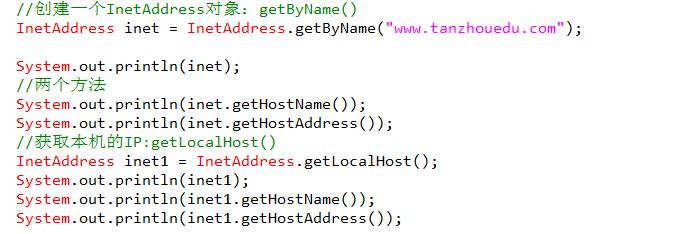 //创建一个InetAddress对象：getByName()
InetAddress inet = InetAddress.getByName("www.tanzhouedu.com");
System.out.println(inet);
//两个方法
System.out.println(inet.getHostName());
System.out.println(inet.getHostAddress());
//获取本机的IP:getLocalHost()
InetAddress inet1 = InetAddress.getLocalHost();
System.out.println(inet1);
System.out.println(inet1.getHostName());
System.out.println(inet1.getHostAddress());